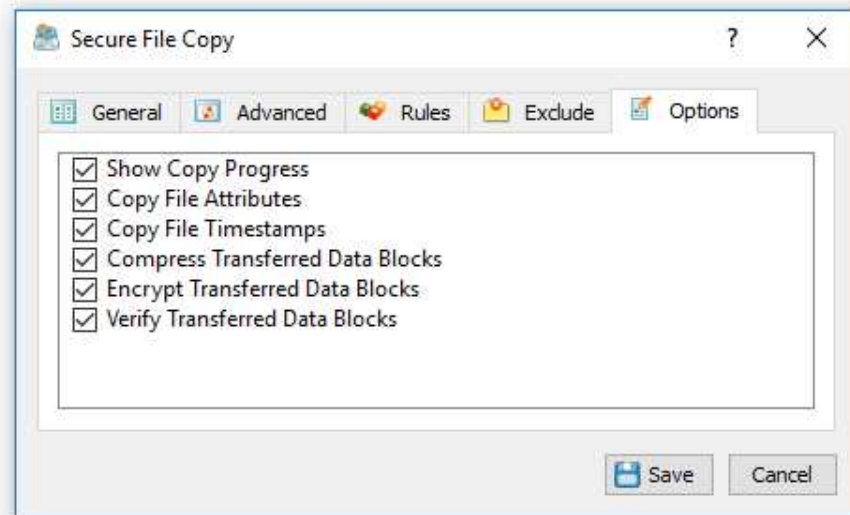 Secure File Copy ?
General Advanced Rules Exclude Options
Show Copy Progress
Copy File Attributes
Copy File Timestamps
Compress Transferred Data Blocks
Encrypt Transferred Data Blocks
Verify Transferred Data Blocks
Save Cancel